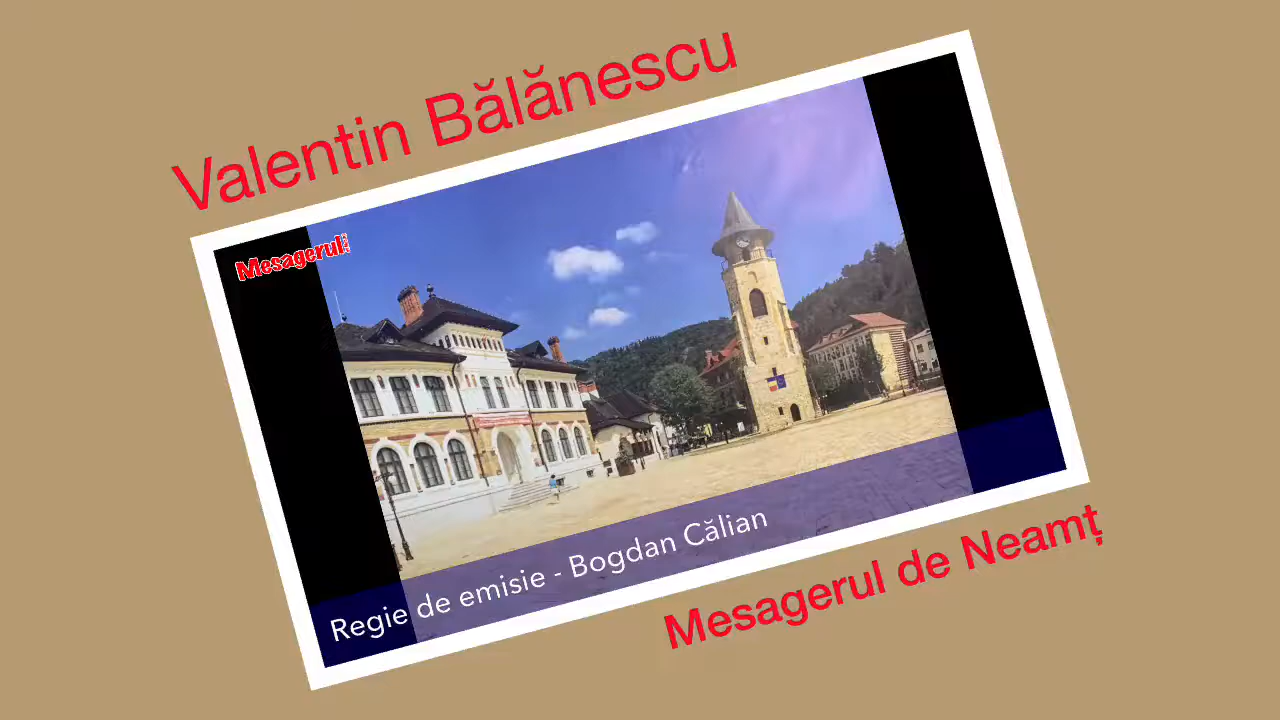 Valentin Bălănescu
Mesagerul
Regie de emisie - Bogdan Călian
Mesagerul de Neamț